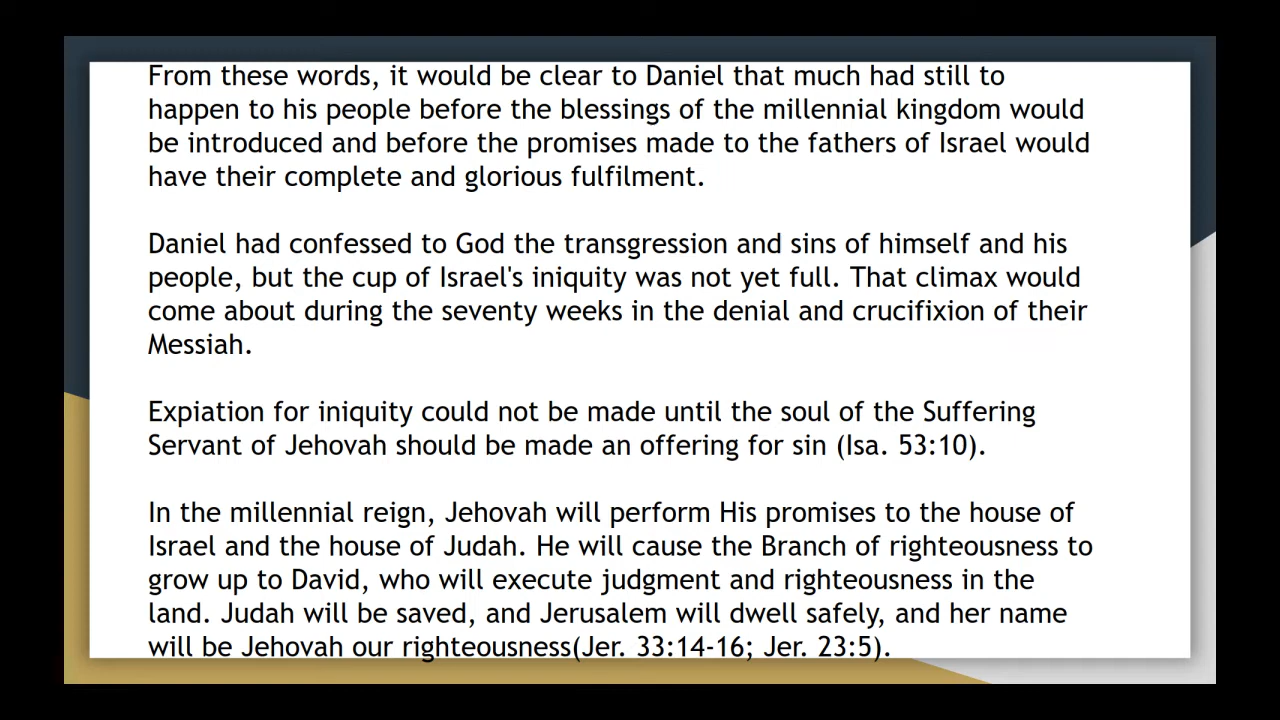 From these words, it would be clear to Daniel that much had still to
happen to his people before the blessings of the millennial kingdom would
be introduced and before the promises made to the fathers of Israel would
have their complete and glorious fulfilment.
Daniel had confessed to God the transgression and sins of himself and his
people, but the cup of Israel's iniquity was not yet full. That climax would
come about during the seventy weeks in the denial and crucifixion of their
Messiah.
Expiation for iniquity could not be made until the soul of the Suffering
Servant of Jehovah should be made an offering for sin (Isa. 53:10).
In the millennial reign, Jehovah will perform His promises to the house of
Israel and the house of Judah. He will cause the Branch of righteousness to
grow up to David, who will execute judgment and righteousness in the
land. Judah will be saved, and Jerusalem will dwell safely, and her name
will be Jehovah our righteousness(Jer. 33:14-16; Jer. 23:5).